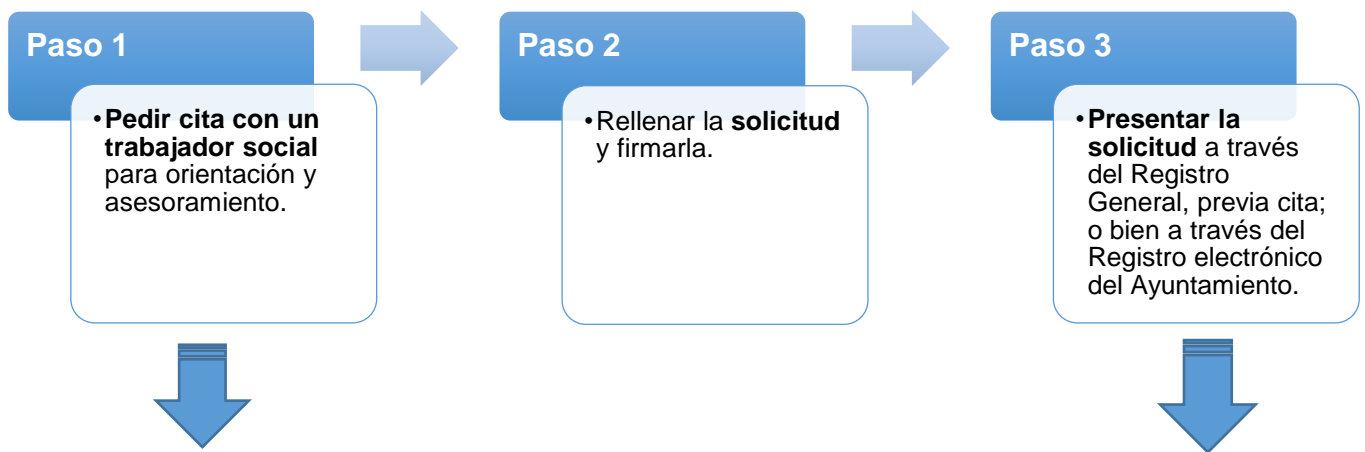 Paso 1
•Pedir cita con un
trabajador social
para orientación y
asesoramiento.
Paso 2
•Rellenar la solicitud
y firmarla.
Paso 3
•Presentar la
solicitud a través
del Registro
General, previa cita;
o bien a través del
Registro electrónico
del Ayuntamiento.